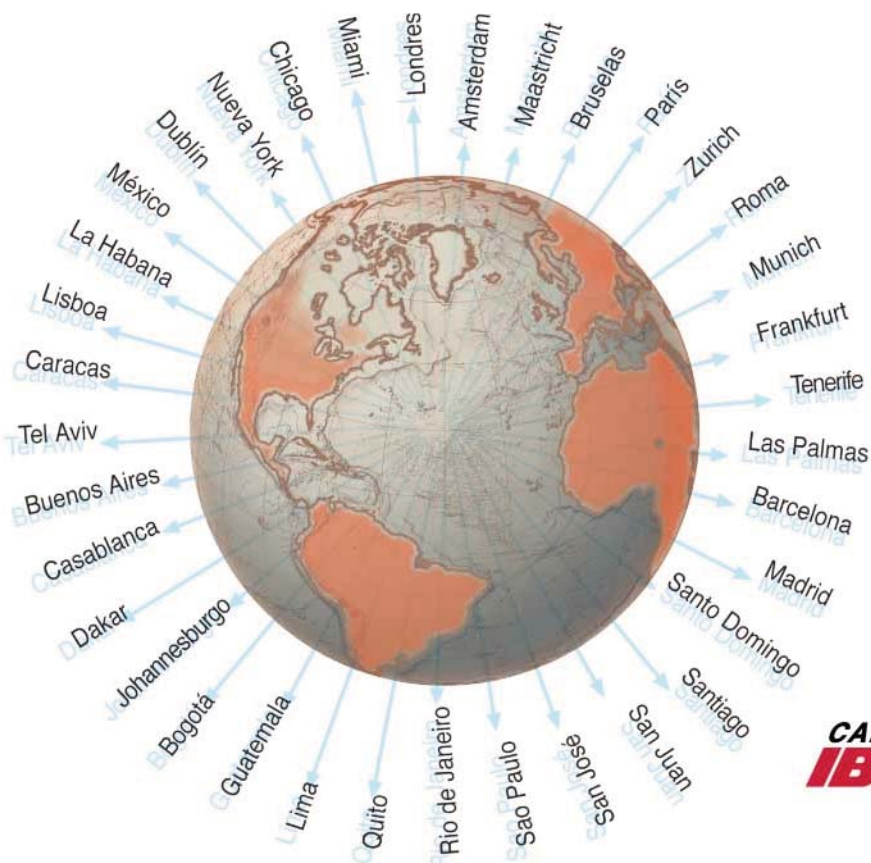 Londres
Amsterdam
Maastricht
Bruselas
París
Zurich
Roma
Munich
Frankfurt
Tenerife
Las Palmas
Barcelona
Madrid
Santo Domingo
Santiago
San Juan
San José
Sao Paulo
Rio de Janeiro
Quito
Lima
Guatemala
Bogotá
Johannesburgo
Dakar
Casablanca
Buenos Aires
Tel Aviv
Caracas
Lisboa
La Habana
México
Dublín
Nueva York
Chicago
Miami